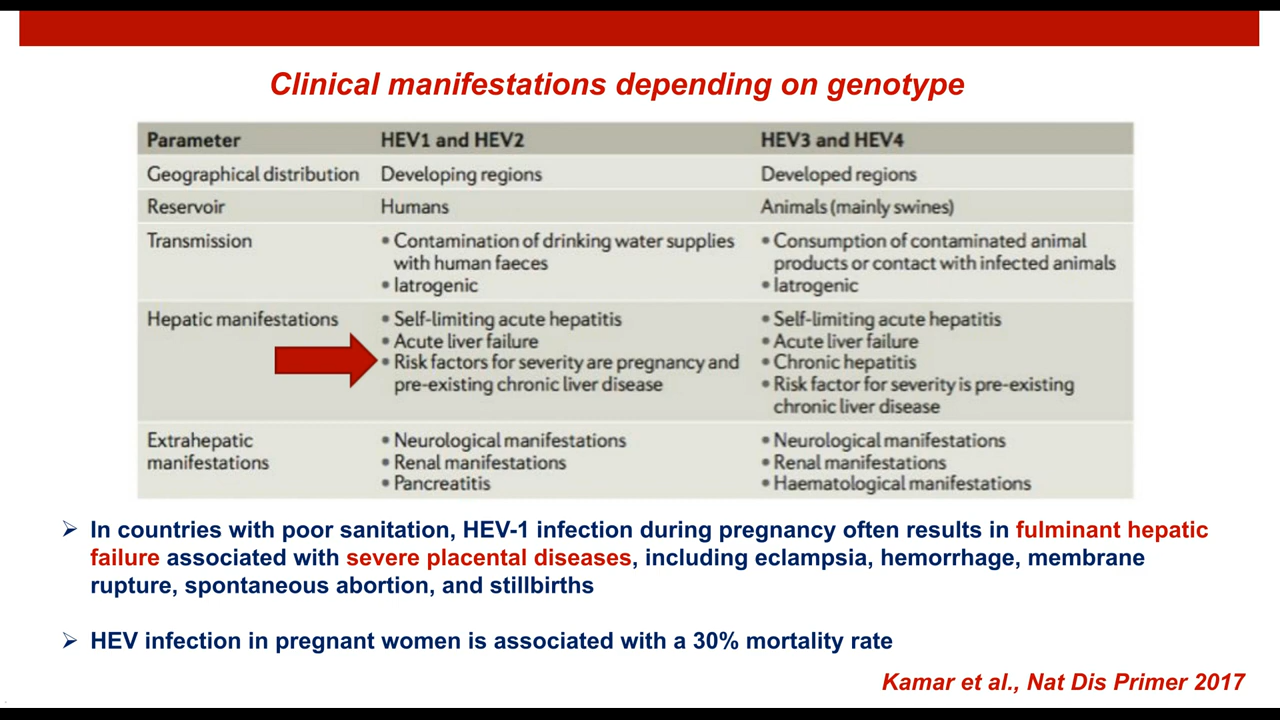 Clinical manifestations depending on genotype
Parameter HEV1 and HEV2 HEV3 and HEV4
Geographical distribution Developing regions Developed regions
Reservoir Humans Animals (mainly swines)
Transmission • Contamination of drinking water supplies • Consumption of contaminated animal
with human faeces products or contact with infected animals
• Iatrogenic • Iatrogenic
Hepatic manifestations • Self-limiting acute hepatitis • Self-limiting acute hepatitis
• Acute liver failure • Acute liver failure
• Risk factors for severity are pregnancy and • Chronic hepatitis
pre-existing chronic liver disease • Risk factor for severity is pre-existing
chronic liver disease
Extrahepatic • Neurological manifestations • Neurological manifestations
manifestations • Renal manifestations • Renal manifestations
• Pancreatitis • Haematological manifestations
➢ In countries with poor sanitation, HEV-1 infection during pregnancy often results in fulminant hepatic
failure associated with severe placental diseases, including eclampsia, hemorrhage, membrane
rupture, spontaneous abortion, and stillbirths
➢ HEV infection in pregnant women is associated with a 30% mortality rate
Kamar et al., Nat Dis Primer 2017